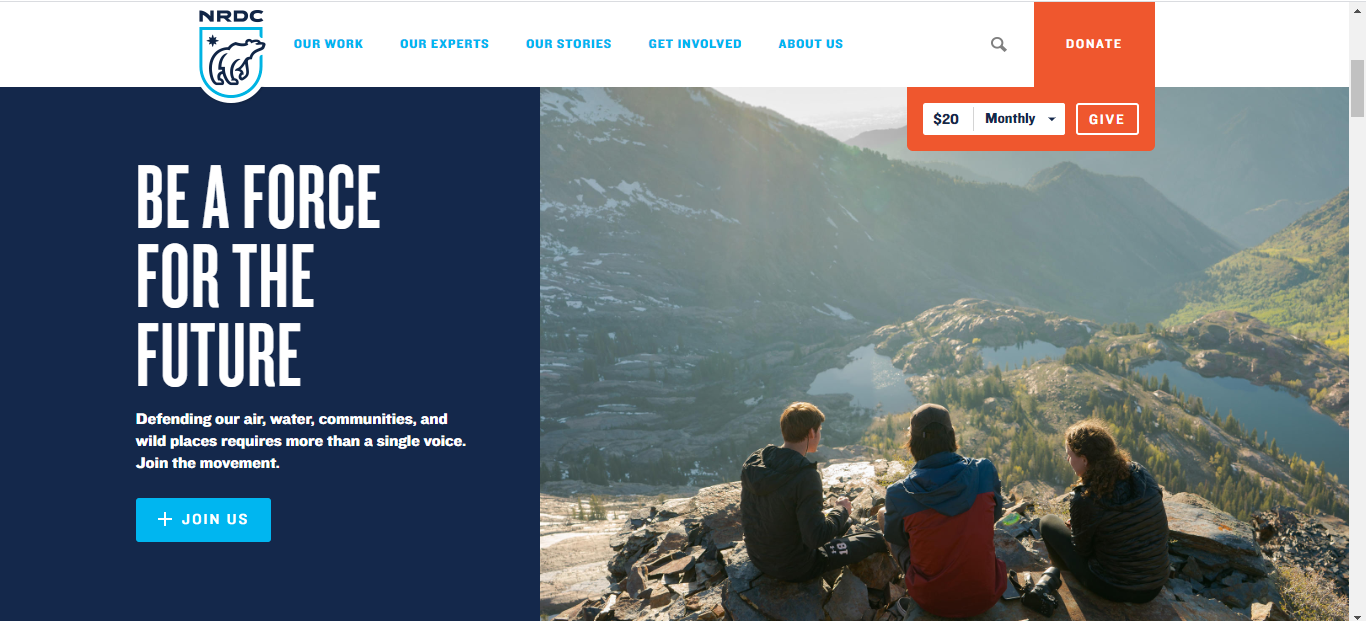 NRDC
OUR WORK OUR EXPERTS OUR STORIES GET INVOLVED ABOUT US DONATE
$20 Monthly GIVE
BE A FORCE
FOR THE
FUTURE
Defending our air, water, communities, and
wild places requires more than a single voice.
Join the movement.
+ JOIN US
18